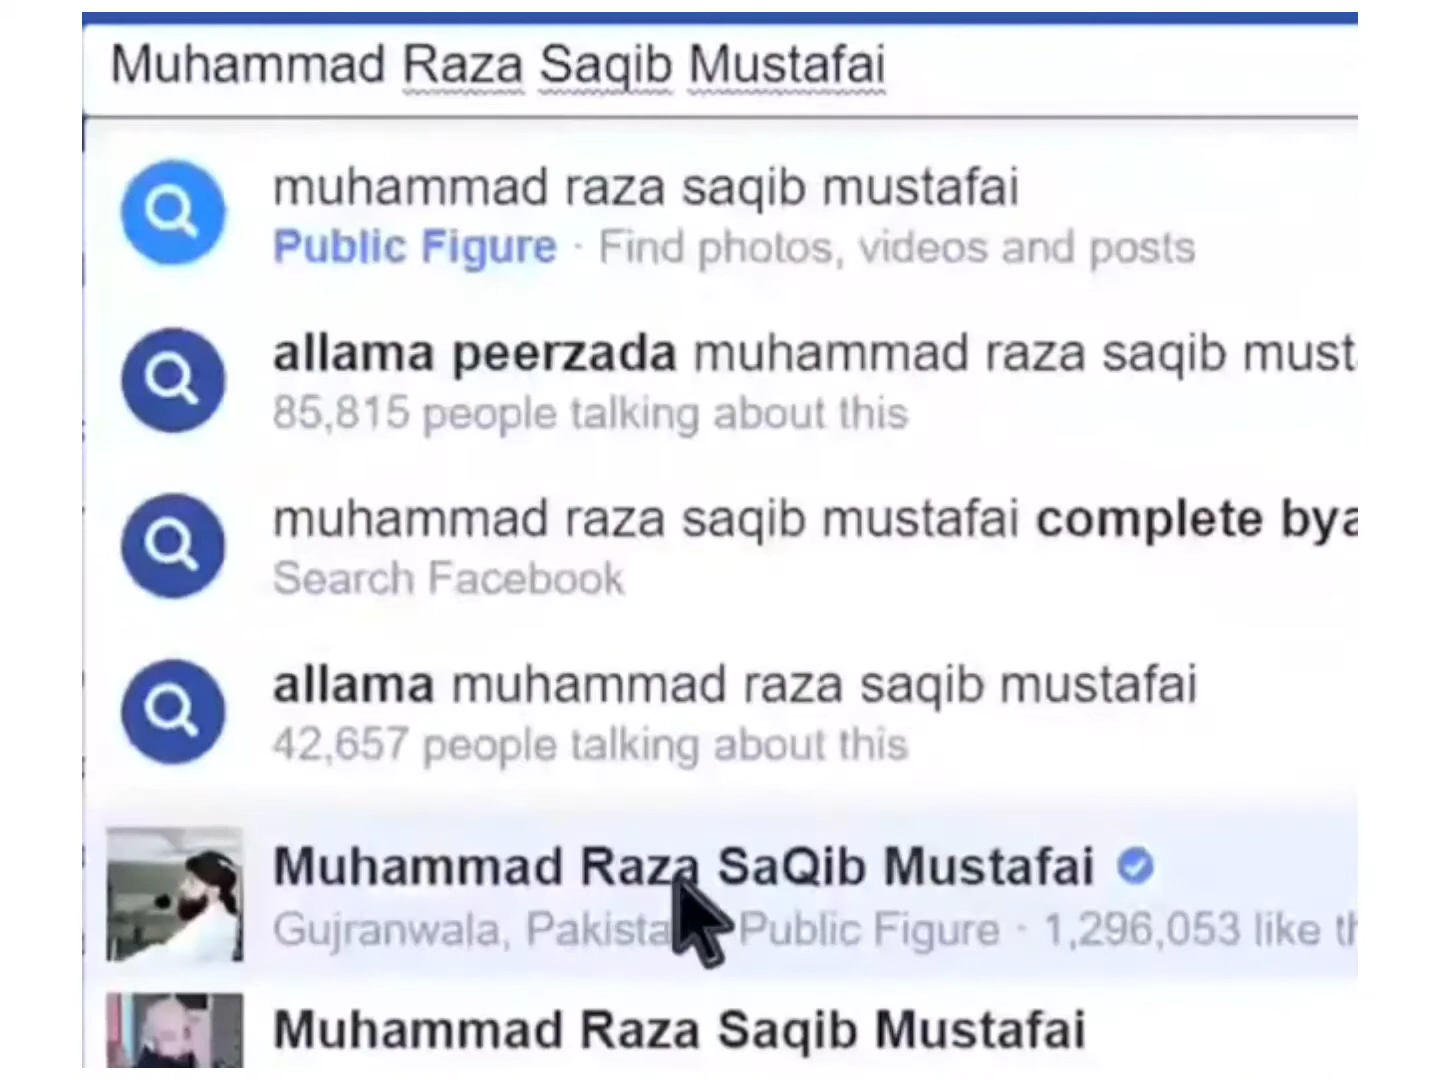 Muhammad Raza Saqib Mustafai
muhammad raza saqib mustafai
Public Figure · Find photos, videos and posts
allama peerzada muhammad raza saqib must
85,815 people talking about this
muhammad raza saqib mustafai complete bya
Search Facebook
allama muhammad raza saqib mustafai
42,657 people talking about this
Muhammad Raza SaQib Mustafai
Gujranwala, Pakista Public Figure · 1,296,053 like th
Muhammad Raza Saqib Mustafai